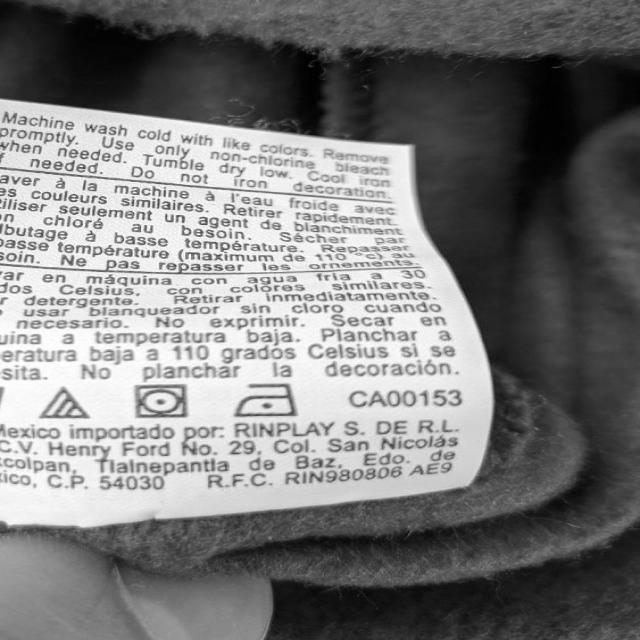 Machine wash cold with like colors. Remove
promptly. Use only non-chlorine bleach
when needed. Tumble dry low. Cool iron
f needed. Do not iron decoration.
aver à la machine à l'eau froide avec
es couleurs similaires. Retirer rapidement
tiliser seulement un agent de blanchiment
on chloré au besoin. Sécher par
lbutage à basse température. Repasser
basse température (maximum de 110 °c) au
soin. Ne pas repasser les ornements
var en máquina con agua fría a 30
dos Celsius con colores similares.
r detergente. Retirar inmediatamente.
usar blanqueador sin cloro cuando
necesario. No exprimir. Secar en
uina a temperatura baja. Planchar a
eratura baja a 110 grados Celsius si se
sita. No planchar la decoración.
CA00153
Mexico importado por: RINPLAY S. DE R.L.
C.V. Henry Ford No. 29, Col. San Nicolás
colpan, Tlalnepantla de Baz, Edo. de
ico, C.P. 54030 R.F.C. RIN980806 AE9